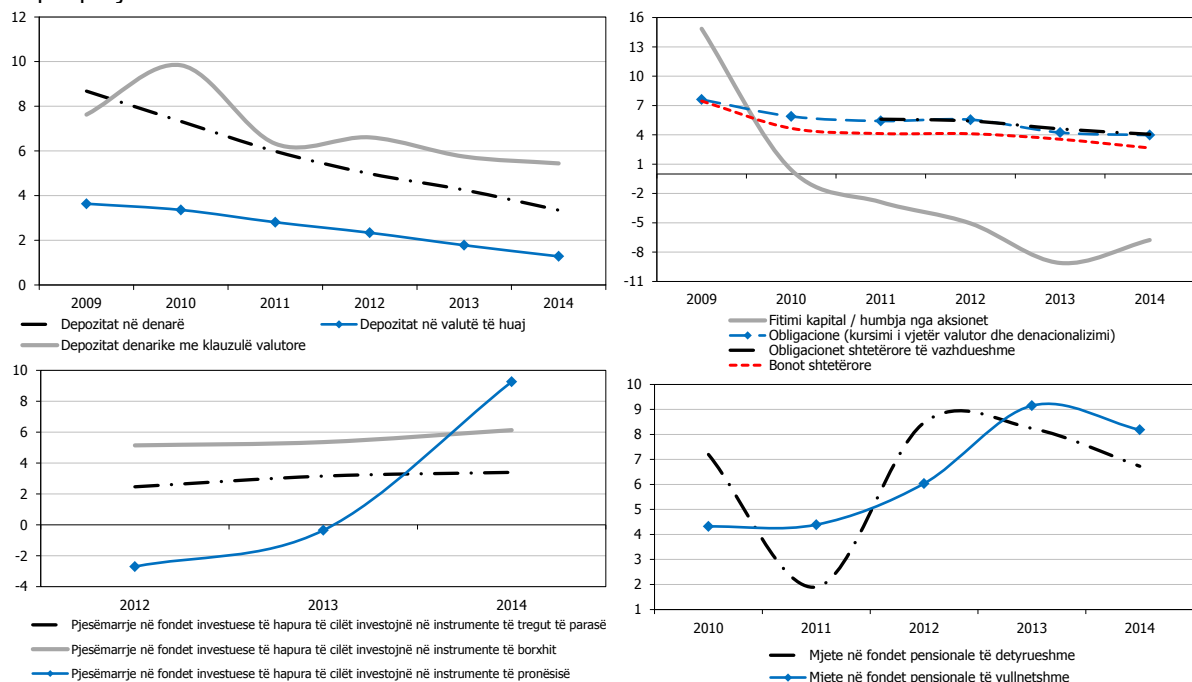 12
10
8
6
4
2
0
2009 2010 2011 2012 2013 2014
Depozitat në denarë
Depozitat në valutë të huaj
Depozitat denarike me klauzulë valutore
16
13
10
7
4
1
-2
-5
-8
-11
2009 2010 2011 2012 2013 2014
Fitimi kapital / humbja nga aksionet
Obligacione (kursimi i vjetër valutor dhe denacionalizimi)
Obligacionet shtetërore të vazhdueshme
Bonot shtetërore
10
8
6
4
2
0
-2
-4
2012 2013 2014
Pjesëmarrje në fondet investuese të hapura të cilët investojnë në instrumente të tregut të parasë
Pjesëmarrje në fondet investuese të hapura të cilët investojnë në instrumente të borxhit
Pjesëmarrje në fondet investuese të hapura të cilët investojnë në instrumente të pronësisë
10
9
8
7
6
5
4
3
2
1
2010 2011 2012 2013 2014
Mjete në fondet pensionale të detyrueshme
Mjete në fondet pensionale të vullnetshme